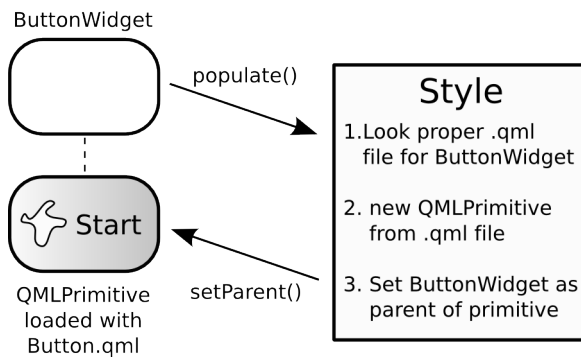 ButtonWidget
populate()
Start
setParent()
QMLPrimitive
loaded with
Button.qml
Style
1.Look proper .qml
file for ButtonWidget
2. new QMLPrimitive
from .qml file
3. Set ButtonWidget as
parent of primitive